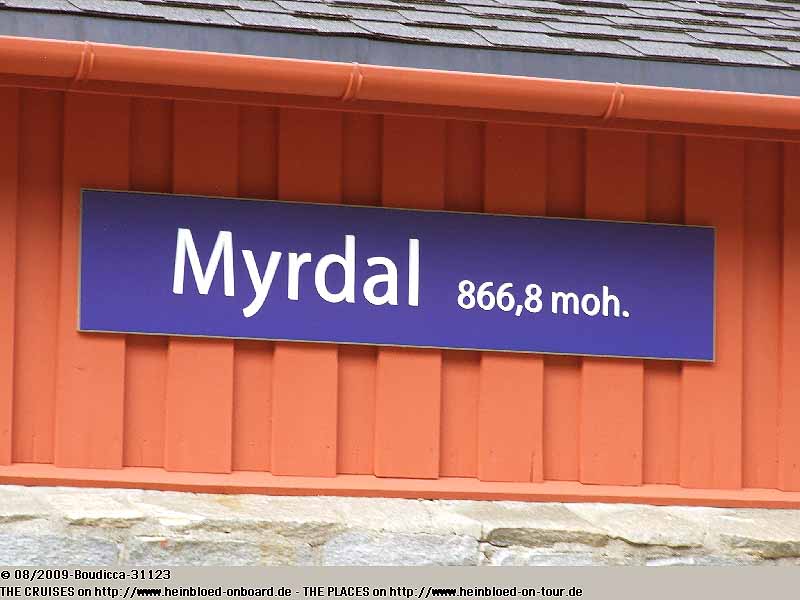 Myrdal 866,8 moh.
© 08/2009-Boudicca-31123
THE CRUISES on http://www.heinbloed-onboard.de - THE PLACES on http://www.heinbloed-on-tour.de